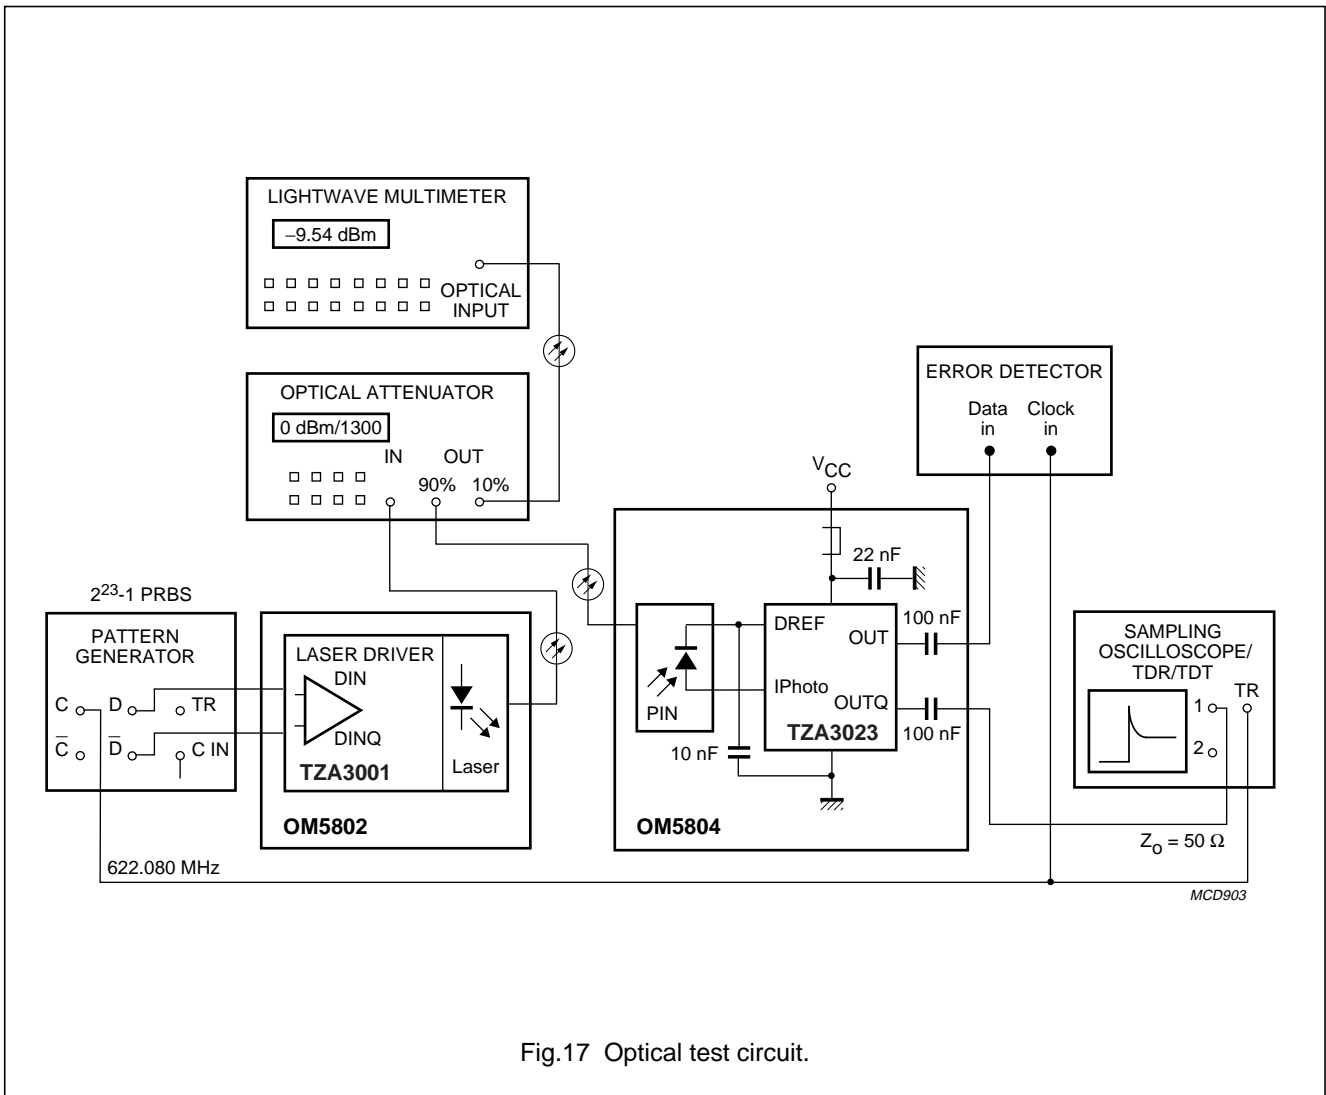 LIGHTWAVE MULTIMETER
−9.54 dBm
OPTICAL
INPUT
OPTICAL ATTENUATOR
0 dBm/1300
IN
OUT
90%
10%
ERROR DETECTOR
Data
in
Clock
in
VCC
22 nF
2²³-1 PRBS
PATTERN
GENERATOR
C
D
TR
C̅
D̅
C IN
622.080 MHz
LASER DRIVER
DIN
DINQ
TZA3001
Laser
OM5802
PIN
10 nF
DREF
OUT
IPhoto
OUTQ
TZA3023
100 nF
100 nF
OM5804
SAMPLING
OSCILLOSCOPE/
TDR/TDT
TR
1
2
Zo = 50 Ω
MCD903
Fig.17 Optical test circuit.